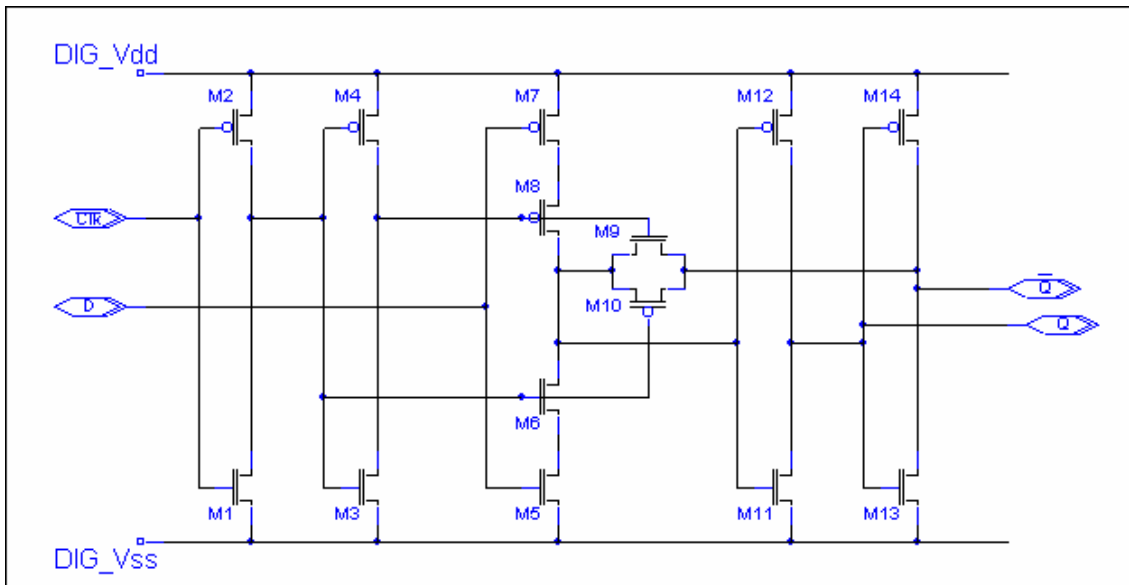 DIG_Vdd
M2 M4 M7 M12 M14
M8
Clk
M9
Q̅
D
M10
Q
M6
M1 M3 M5 M11 M13
DIG_Vss